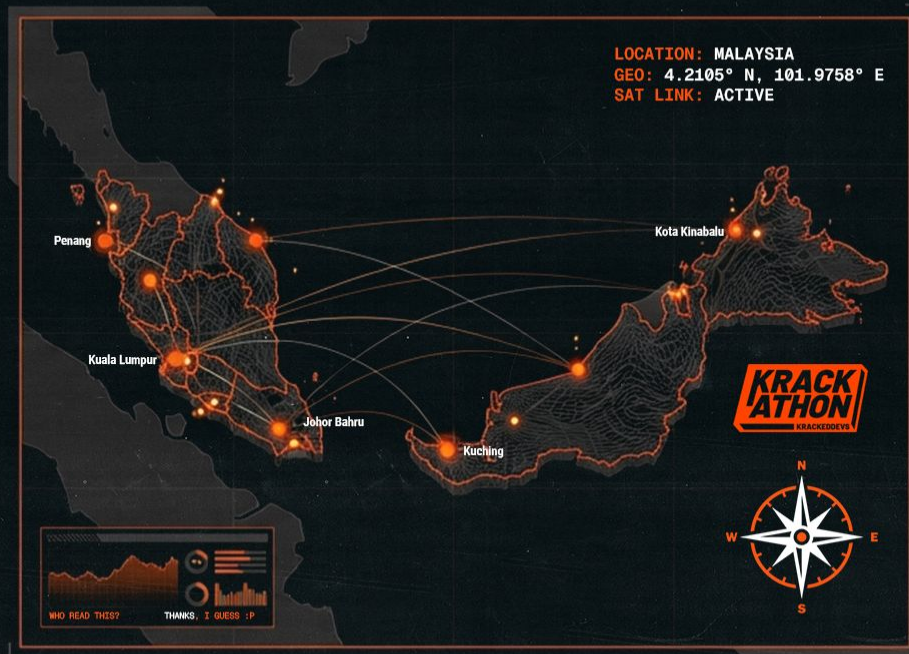 LOCATION: MALAYSIA
GEO: 4.2105° N, 101.9758° E
SAT LINK: ACTIVE
Penang
Kota Kinabalu
Kuala Lumpur
Johor Bahru
Kuching
KRACK
ATHON
KRACKEDDEVS
N
W
E
S
WHO READ THIS?
THANKS, I GUESS :P